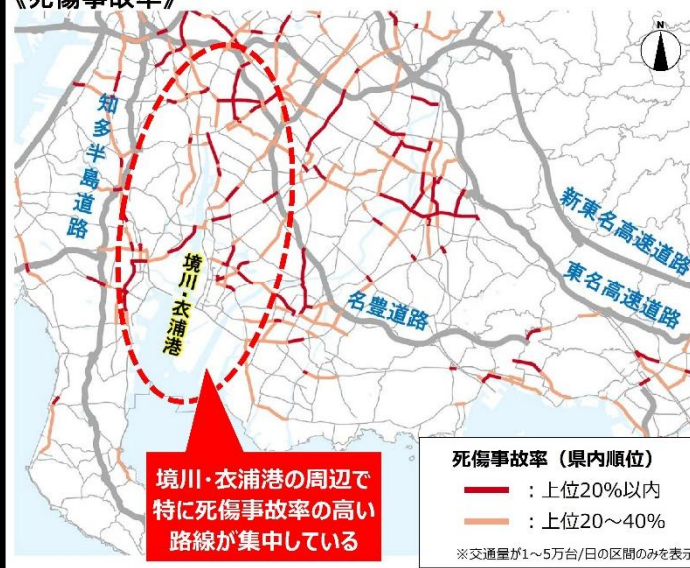 《死傷事故率》
N
知多半島道路
新東名高速道路
東名高速道路
境川・衣浦港
名豊道路
境川・衣浦港の周辺で
特に死傷事故率の高い
路線が集中している
死傷事故率（県内順位）
：上位20％以内
：上位20～40％
※交通量が1～5万台/日の区間のみを表示